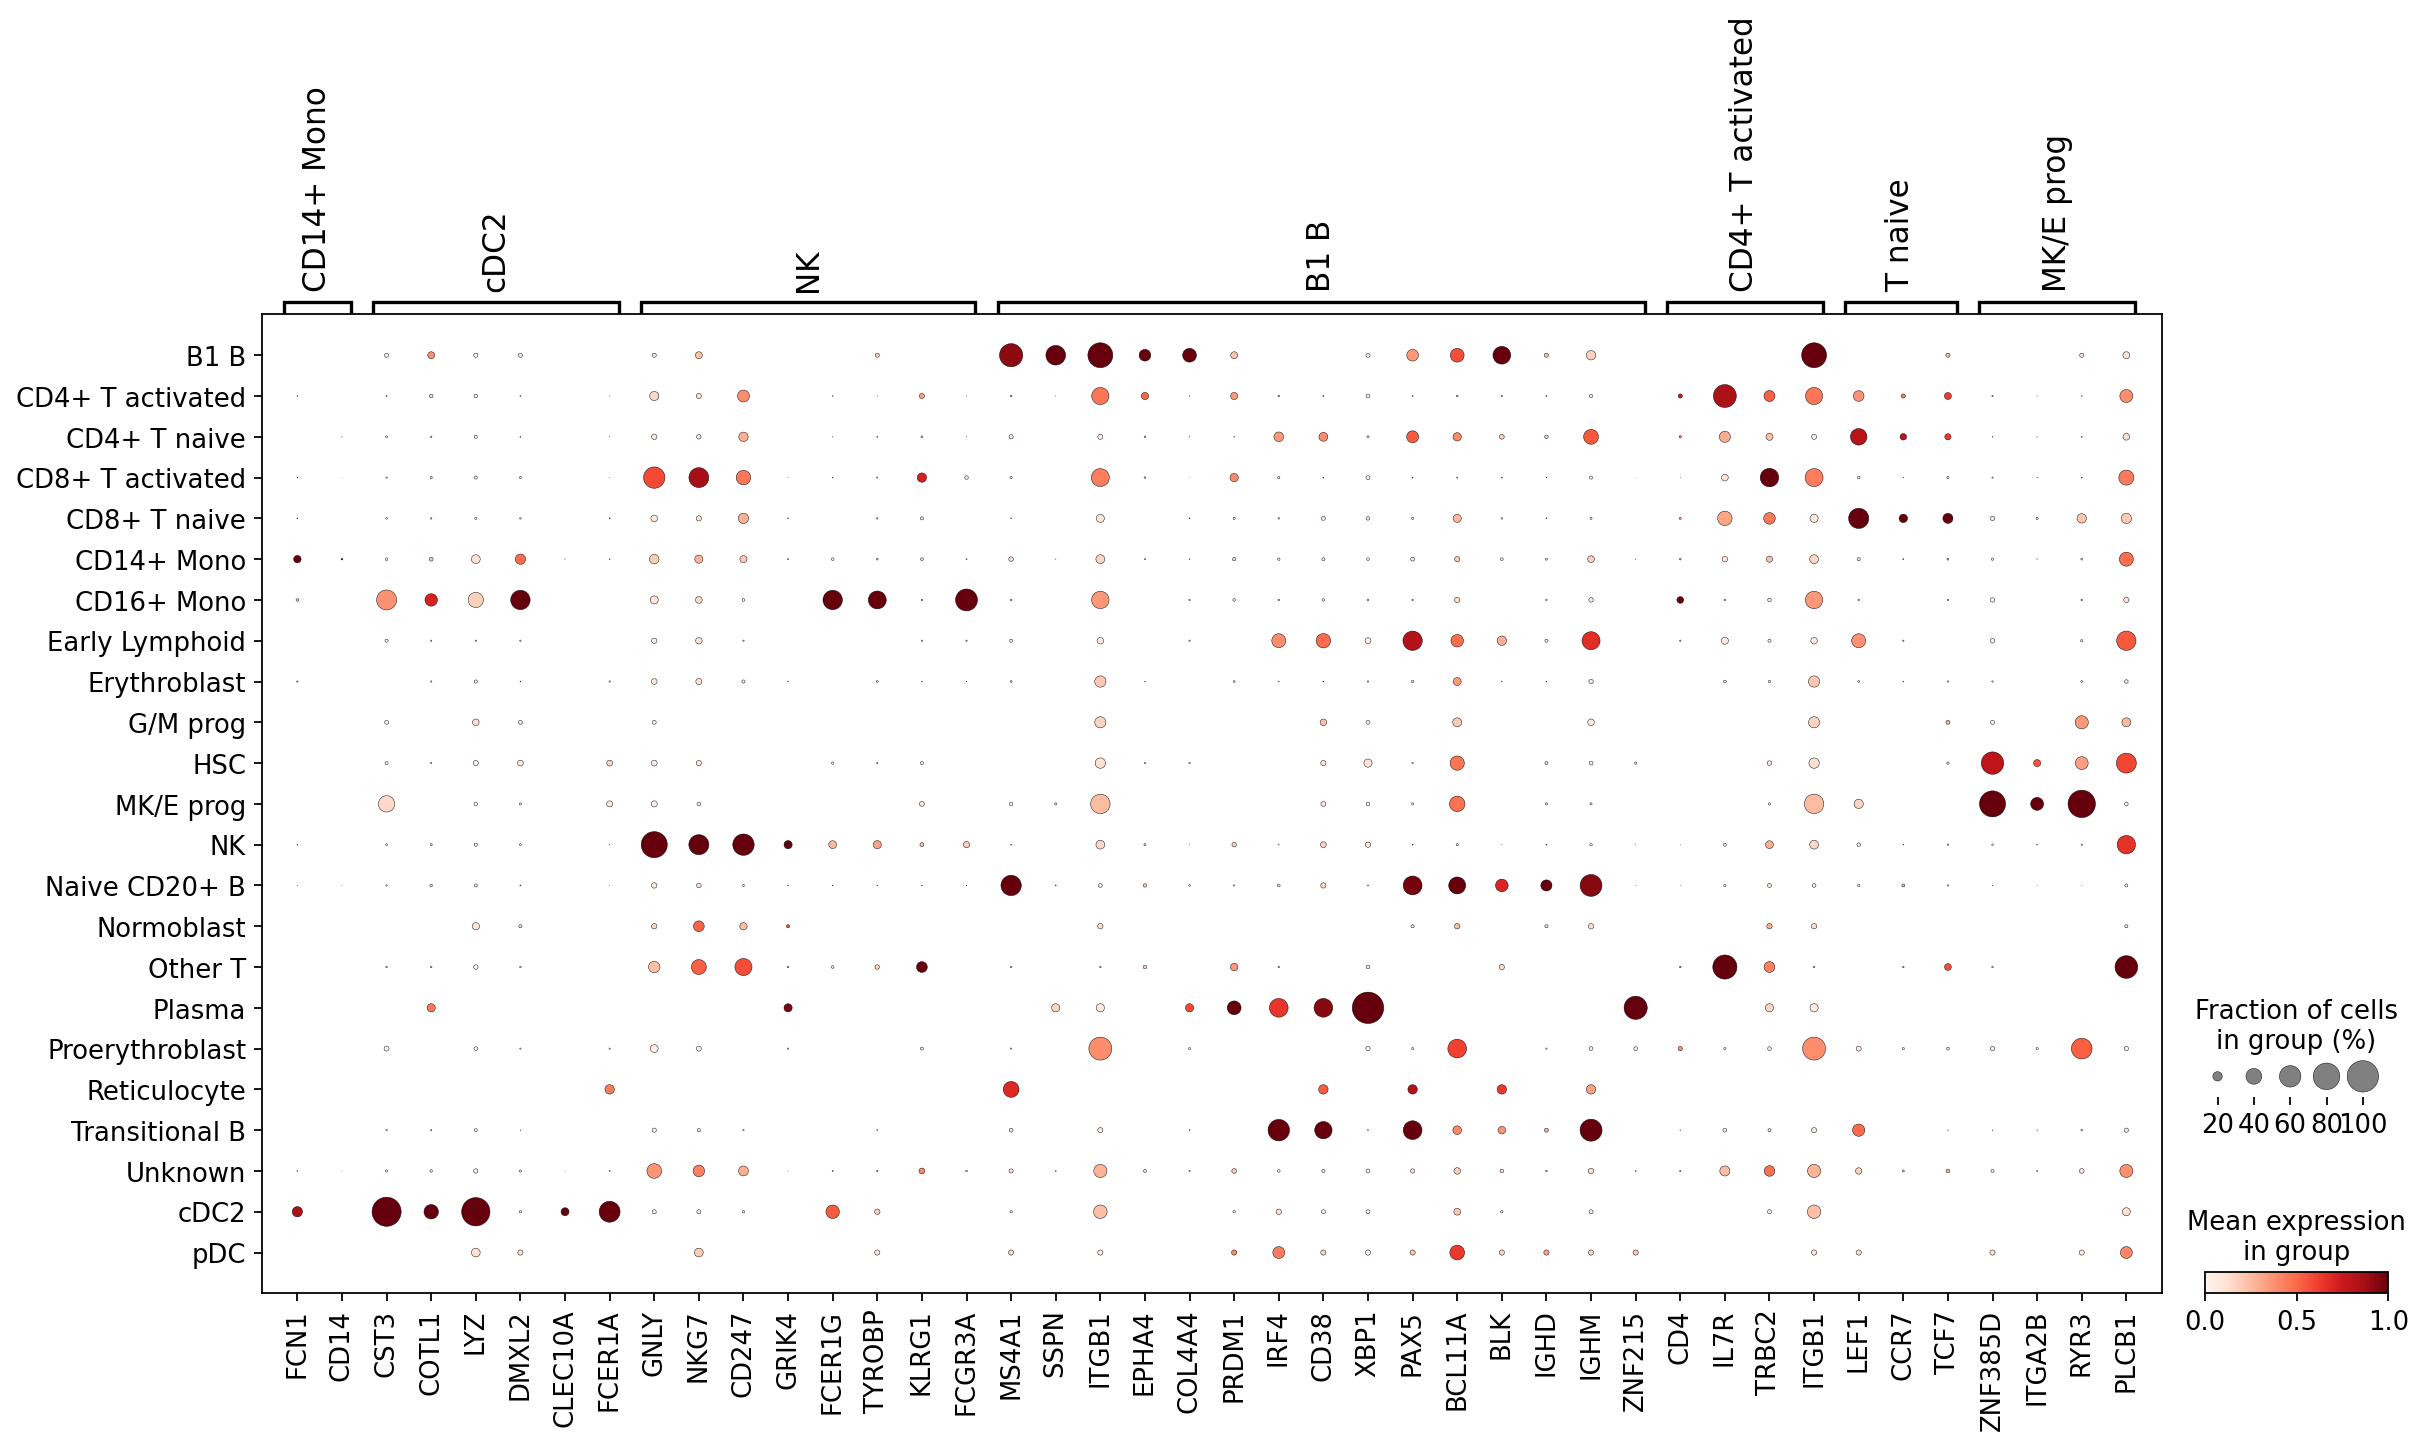 CD14+ Mono
cDC2
NK
B1 B
CD4+ T activated
T naive
MK/E prog
B1 B
CD4+ T activated
CD4+ T naive
CD8+ T activated
CD8+ T naive
CD14+ Mono
CD16+ Mono
Early Lymphoid
Erythroblast
G/M prog
HSC
MK/E prog
NK
Naive CD20+ B
Normoblast
Other T
Plasma
Proerythroblast
Reticulocyte
Transitional B
Unknown
cDC2
pDC
FCN1
CD14
CST3
COTL1
LYZ
DMXL2
CLEC10A
FCER1A
GNLY
NKG7
CD247
GRIK4
FCER1G
TYROBP
KLRG1
FCGR3A
MS4A1
SSPN
ITGB1
EPHA4
COL4A4
PRDM1
IRF4
CD38
XBP1
PAX5
BCL11A
BLK
IGHD
IGHM
ZNF215
CD4
IL7R
TRBC2
ITGB1
LEF1
CCR7
TCF7
ZNF385D
ITGA2B
RYR3
PLCB1
Fraction of cells
in group (%)
20 40 60 80 100
Mean expression
in group
0.0 0.5 1.0